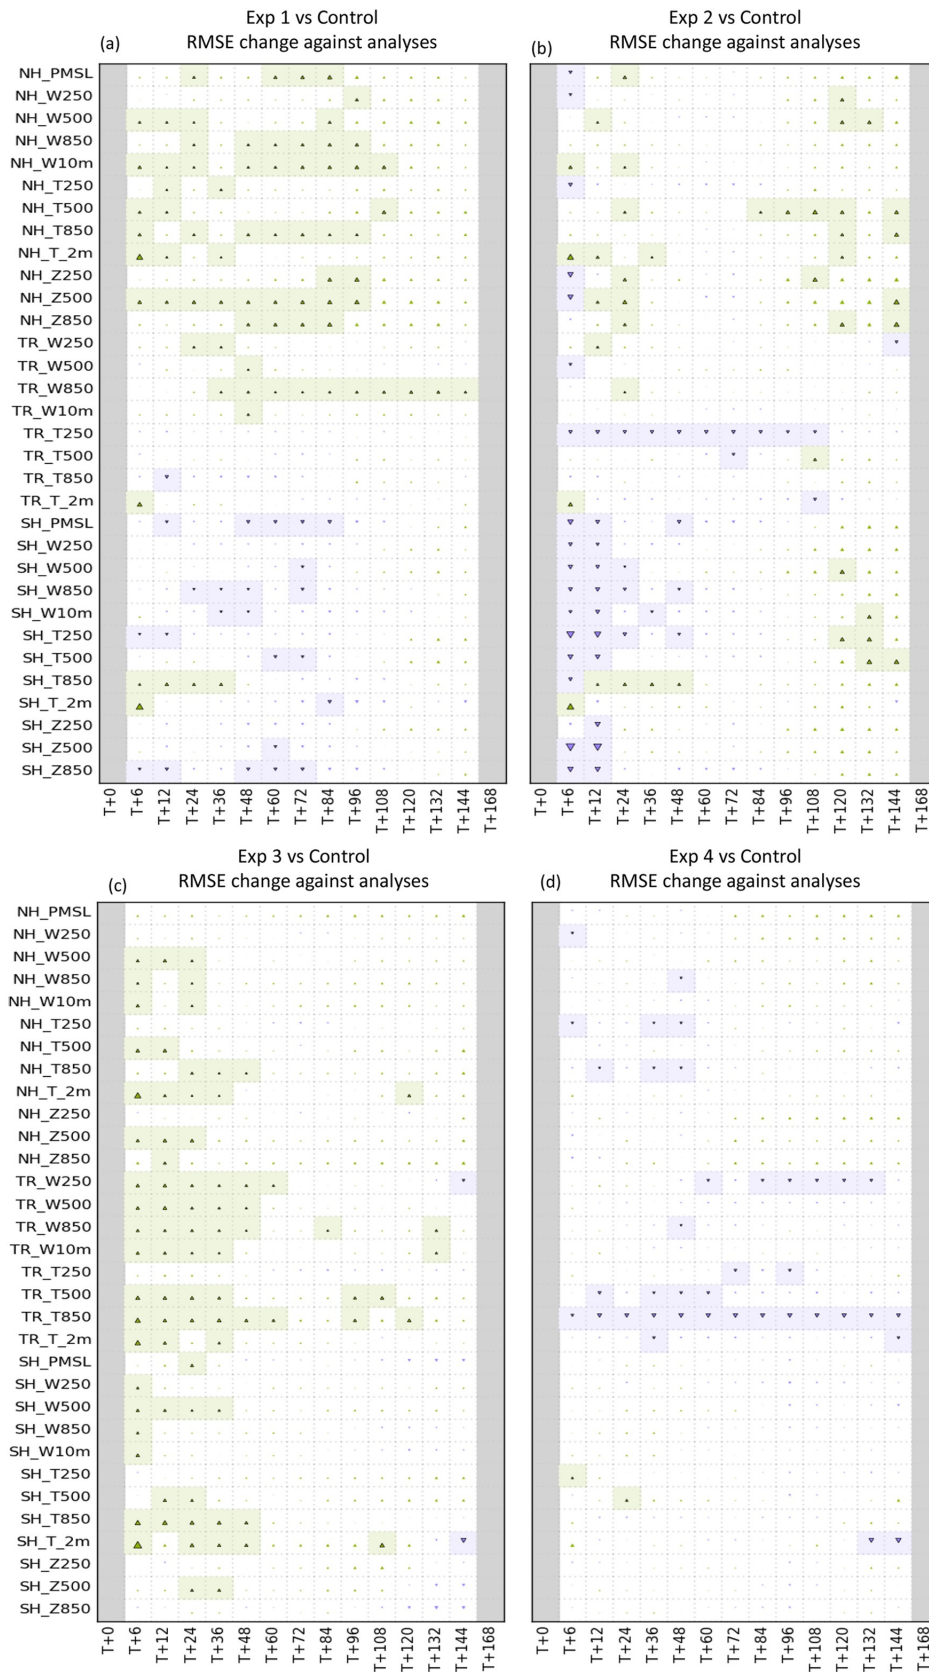 Exp 1 vs Control
(a)
RMSE change against analyses
Exp 2 vs Control
(b)
RMSE change against analyses
NH_PMSL
NH_W250
NH_W500
NH_W850
NH_W10m
NH_T250
NH_T500
NH_T850
NH_T_2m
NH_Z250
NH_Z500
NH_Z850
TR_W250
TR_W500
TR_W850
TR_W10m
TR_T250
TR_T500
TR_T850
TR_T_2m
SH_PMSL
SH_W250
SH_W500
SH_W850
SH_W10m
SH_T250
SH_T500
SH_T850
SH_T_2m
SH_Z250
SH_Z500
SH_Z850
T+0
T+6
T+12
T+24
T+36
T+48
T+60
T+72
T+84
T+96
T+108
T+120
T+132
T+144
T+168
T+0
T+6
T+12
T+24
T+36
T+48
T+60
T+72
T+84
T+96
T+108
T+120
T+132
T+144
T+168
Exp 3 vs Control
(c)
RMSE change against analyses
Exp 4 vs Control
(d)
RMSE change against analyses
NH_PMSL
NH_W250
NH_W500
NH_W850
NH_W10m
NH_T250
NH_T500
NH_T850
NH_T_2m
NH_Z250
NH_Z500
NH_Z850
TR_W250
TR_W500
TR_W850
TR_W10m
TR_T250
TR_T500
TR_T850
TR_T_2m
SH_PMSL
SH_W250
SH_W500
SH_W850
SH_W10m
SH_T250
SH_T500
SH_T850
SH_T_2m
SH_Z250
SH_Z500
SH_Z850
T+0
T+6
T+12
T+24
T+36
T+48
T+60
T+72
T+84
T+96
T+108
T+120
T+132
T+144
T+168
T+0
T+6
T+12
T+24
T+36
T+48
T+60
T+72
T+84
T+96
T+108
T+120
T+132
T+144
T+168